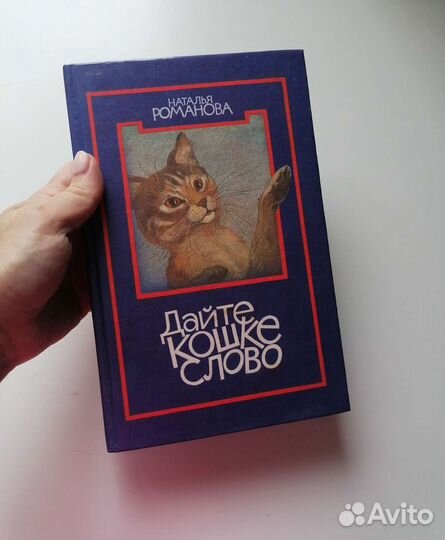 Наталья
Романова
Дайте
кошке
слово
Avito